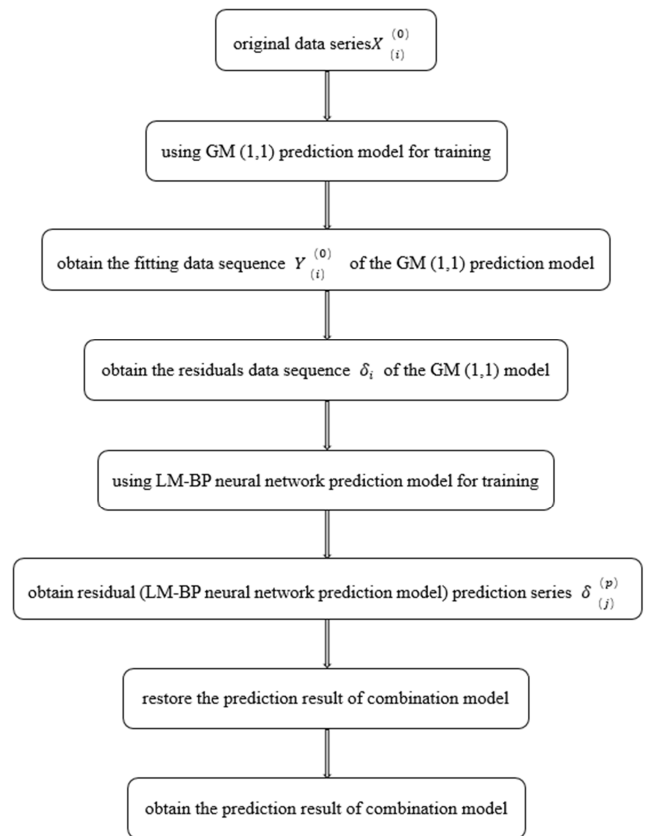 original data series X (0) (i)
using GM (1,1) prediction model for training
obtain the fitting data sequence Y (0) (i) of the GM (1,1) prediction model
obtain the residuals data sequence δi of the GM (1,1) model
using LM-BP neural network prediction model for training
obtain residual (LM-BP neural network prediction model) prediction series δ (p) (j)
restore the prediction result of combination model
obtain the prediction result of combination model